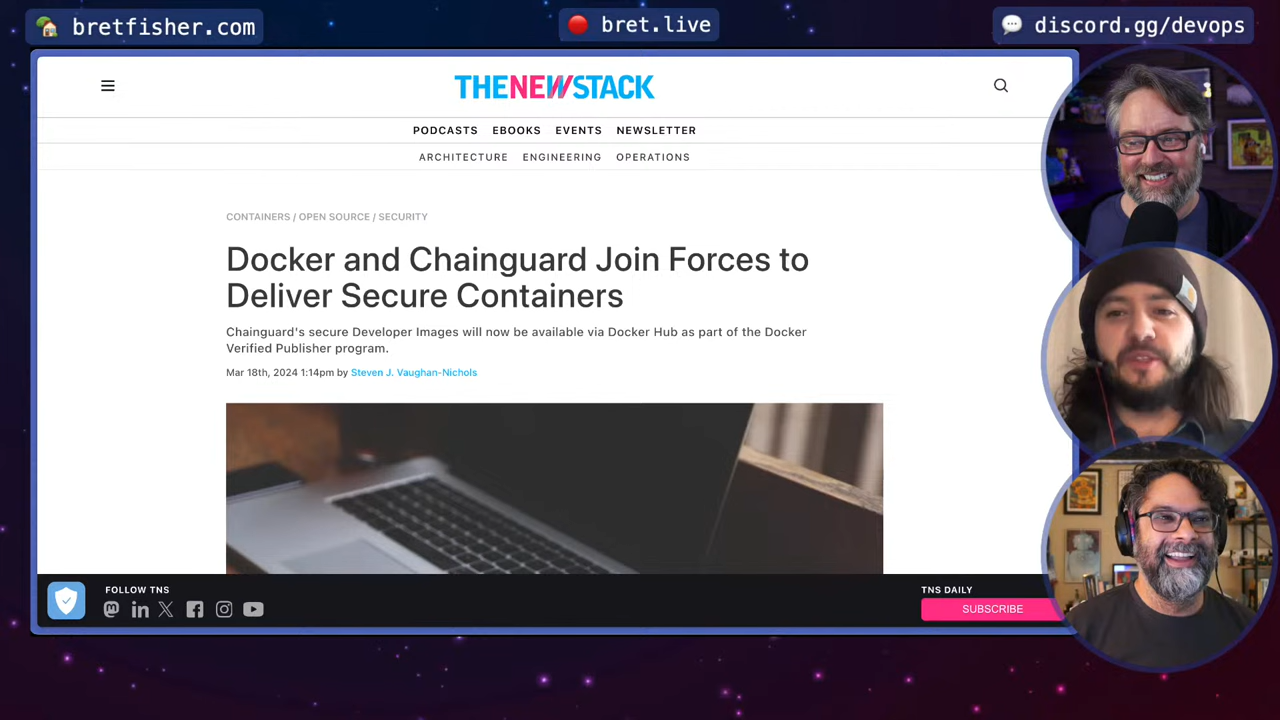 bretfisher.com
bret.live
discord.gg/devops
THENEWSTACK
PODCASTS EBOOKS EVENTS NEWSLETTER
ARCHITECTURE ENGINEERING OPERATIONS
CONTAINERS / OPEN SOURCE / SECURITY
Docker and Chainguard Join Forces to
Deliver Secure Containers
Chainguard's secure Developer Images will now be available via Docker Hub as part of the Docker
Verified Publisher program.
Mar 18th, 2024 1:14pm by Steven J. Vaughan-Nichols
FOLLOW TNS
TNS DAILY
SUBSCRIBE